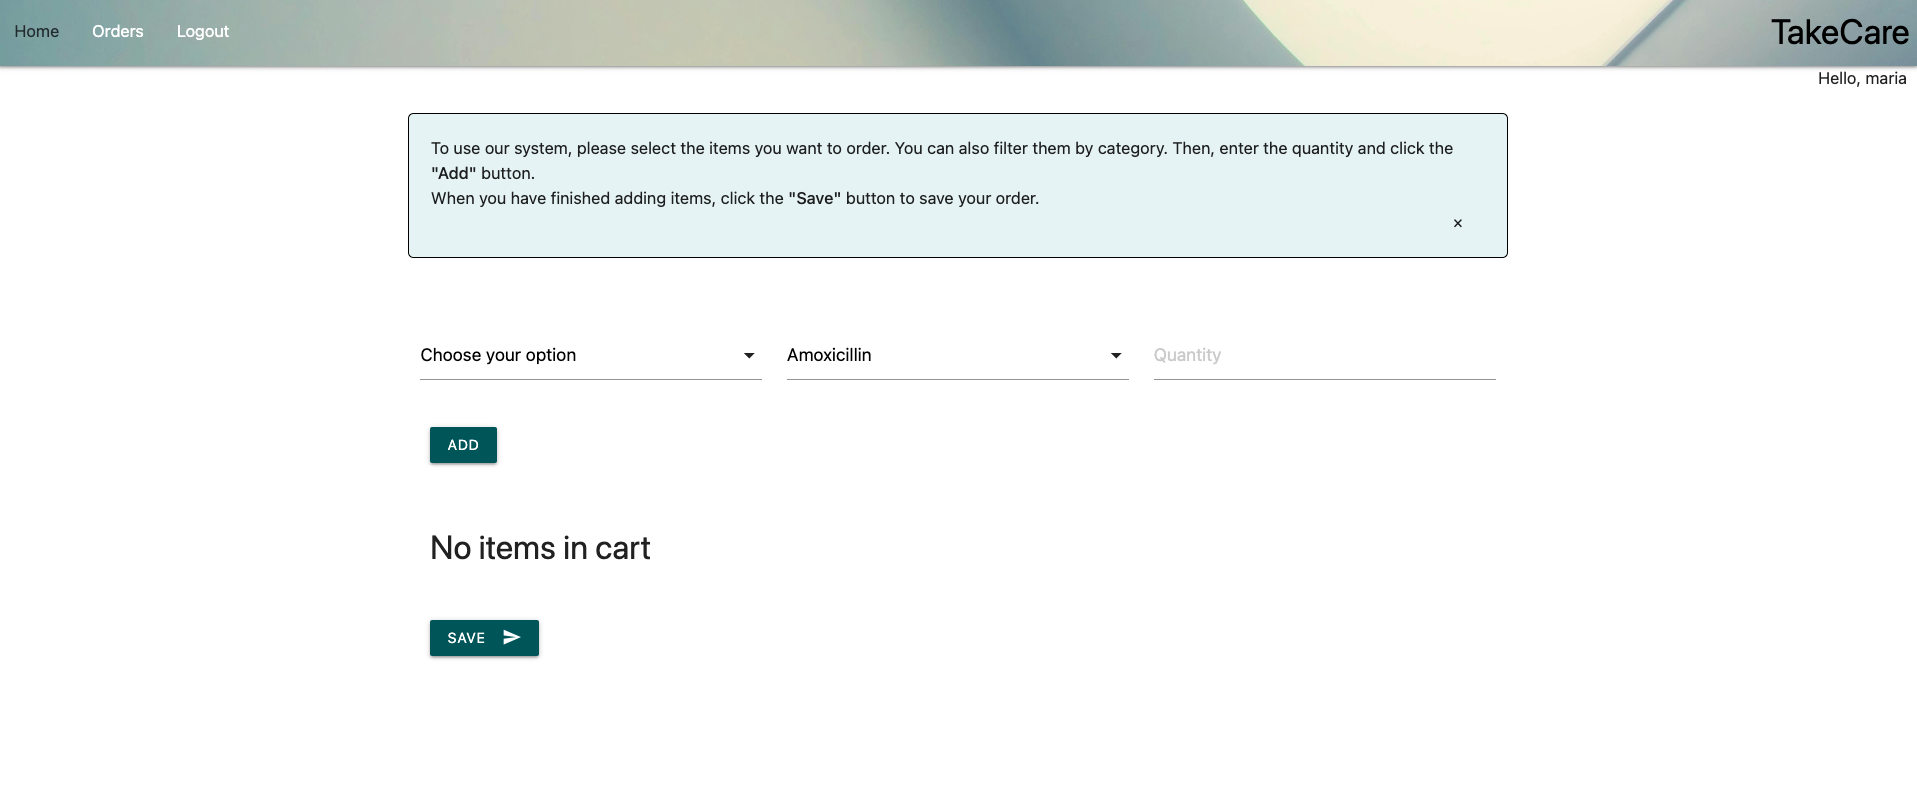 Home Orders Logout TakeCare
Hello, maria
To use our system, please select the items you want to order. You can also filter them by category. Then, enter the quantity and click the
"Add" button.
When you have finished adding items, click the "Save" button to save your order.
×
Choose your option Amoxicillin Quantity
ADD
No items in cart
SAVE